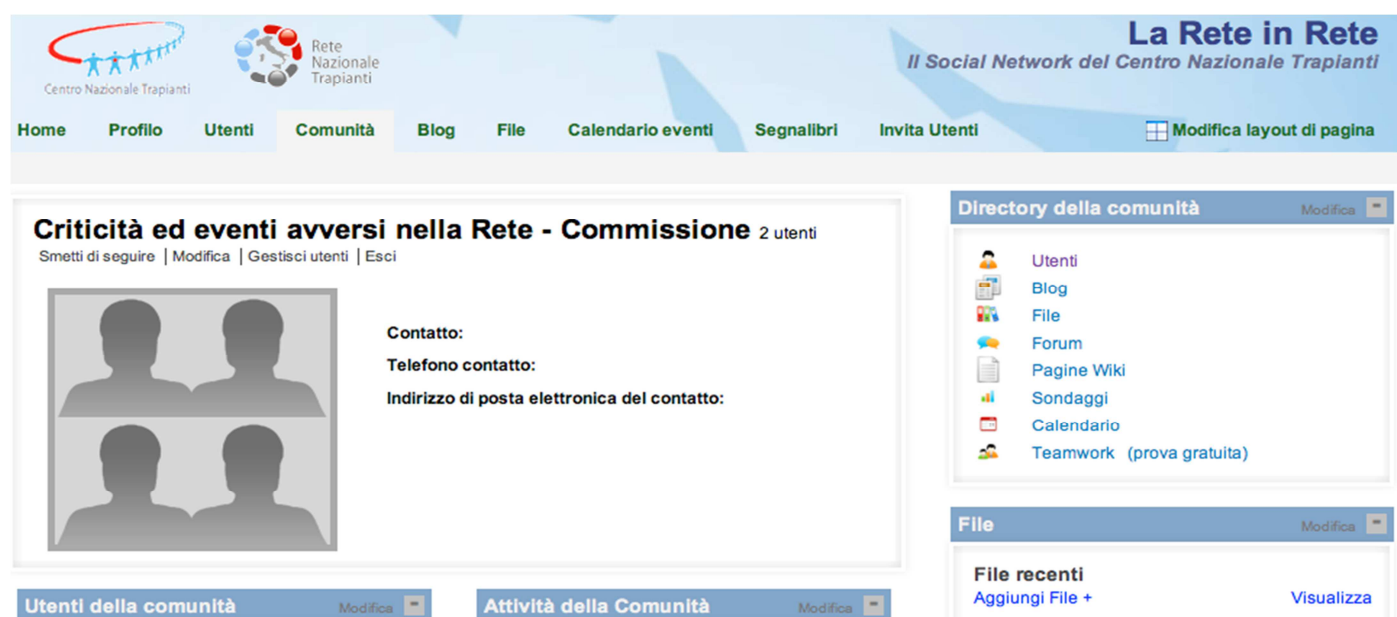 Centro Nazionale Trapianti
Rete
Nazionale
Trapianti
La Rete in Rete
Il Social Network del Centro Nazionale Trapianti
Home Profilo Utenti Comunità Blog File Calendario eventi Segnalibri Invita Utenti Modifica layout di pagina
Criticità ed eventi avversi nella Rete - Commissione 2 utenti
Smetti di seguire | Modifica | Gestisci utenti | Esci
Contatto:
Telefono contatto:
Indirizzo di posta elettronica del contatto:
Directory della comunità Modifica
Utenti
Blog
File
Forum
Pagine Wiki
Sondaggi
Calendario
Teamwork (prova gratuita)
File Modifica
File recenti
Aggiungi File + Visualizza
Utenti della comunità Modifica
Attività della Comunità Modifica